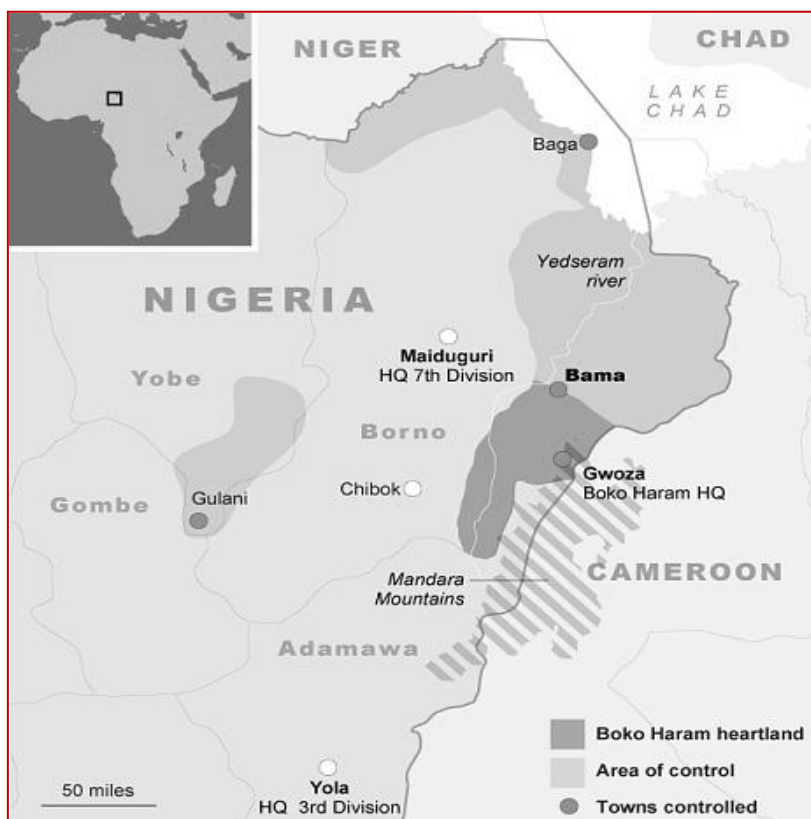 NIGER
CHAD
LAKE
CHAD
Baga
Yedseram
river
NIGERIA
Maiduguri
HQ 7th Division
Yobe
Bama
Borno
Gwoza
Boko Haram HQ
Chibok
Gulani
Gombe
CAMEROON
Mandara
Mountains
Adamawa
Boko Haram heartland
Area of control
Towns controlled
50 miles
Yola
HQ 3rd Division